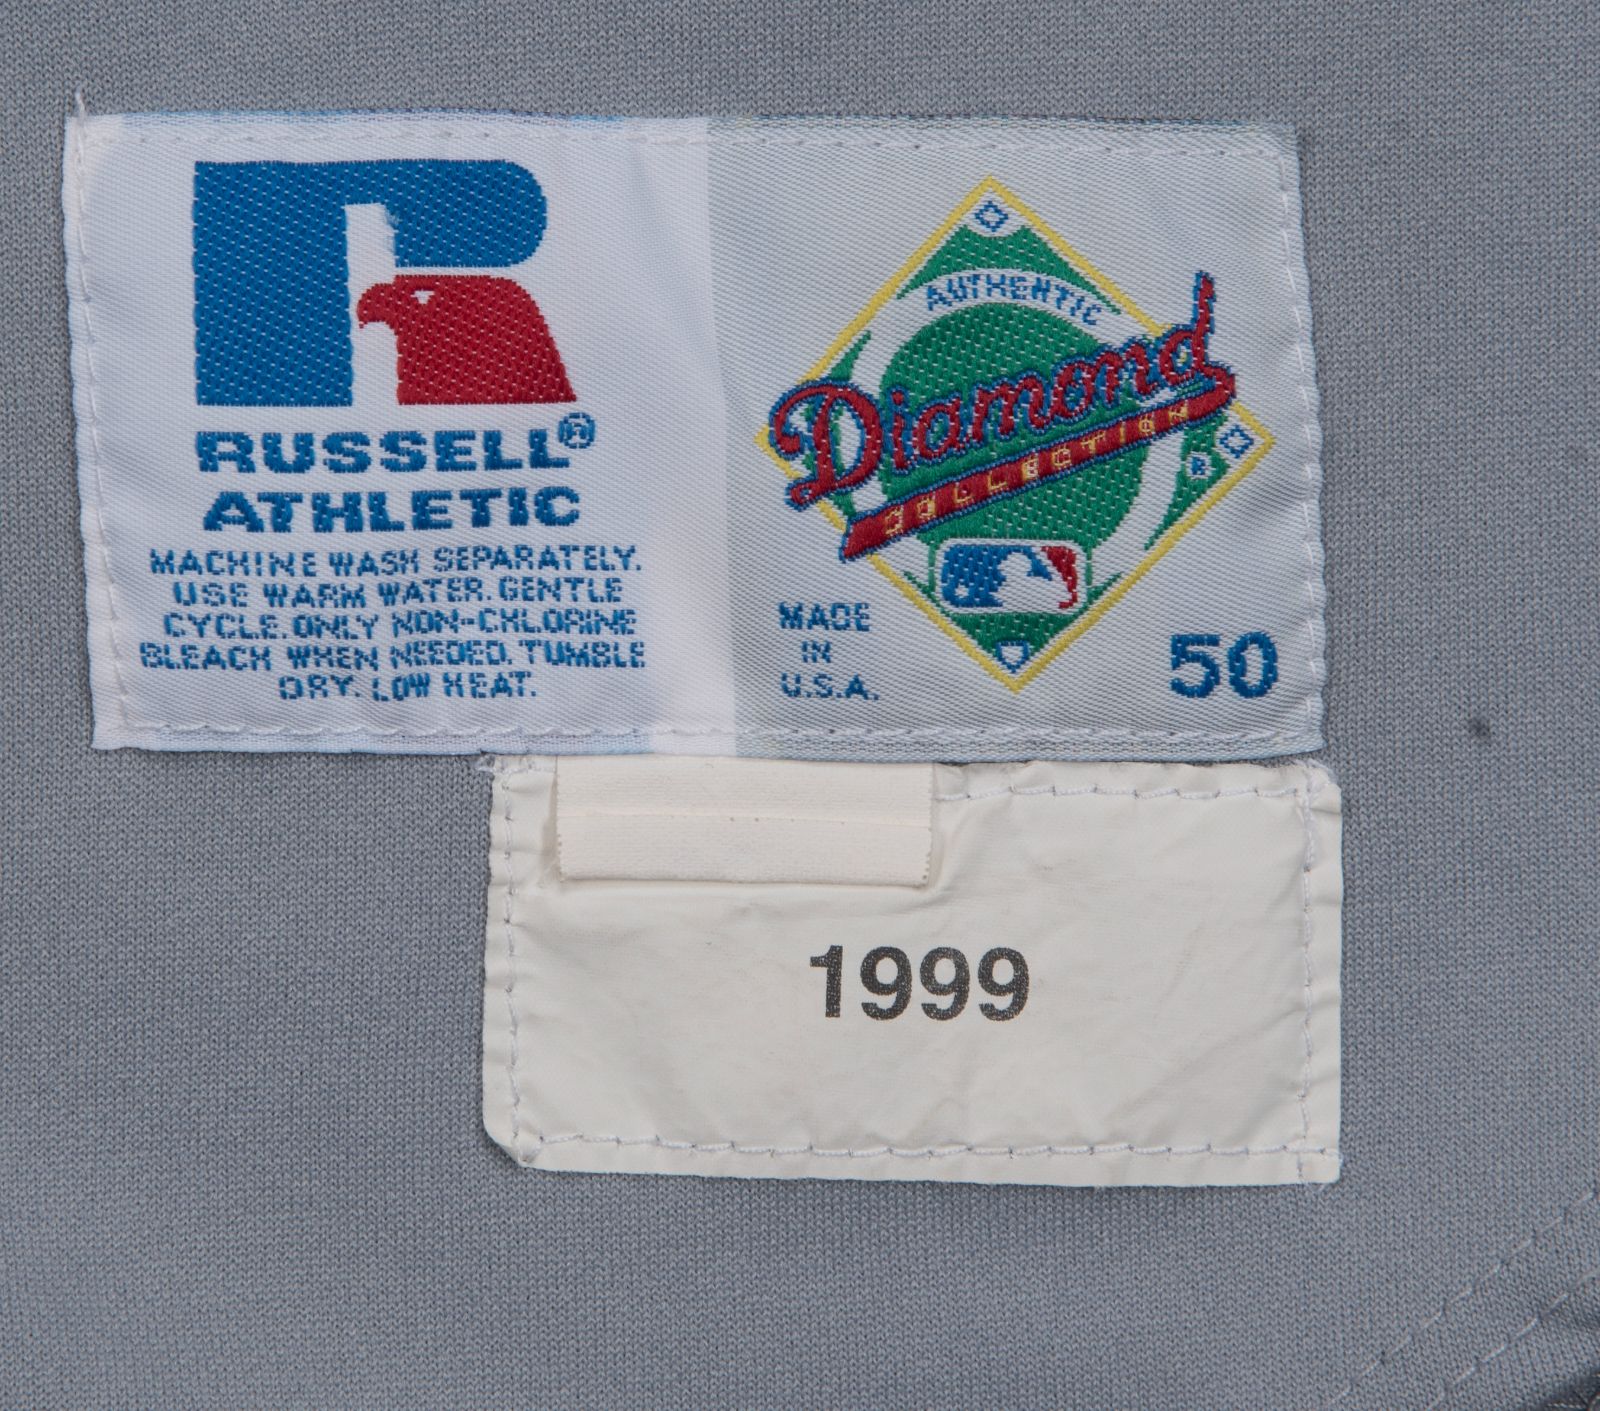 RUSSELL®
ATHLETIC
MACHINE WASH SEPARATELY.
USE WARM WATER. GENTLE
CYCLE. ONLY NON-CHLORINE
BLEACH WHEN NEEDED. TUMBLE
DRY. LOW HEAT.
AUTHENTIC
Diamond
COLLECTION
®
MADE
IN
U.S.A.
50
1999